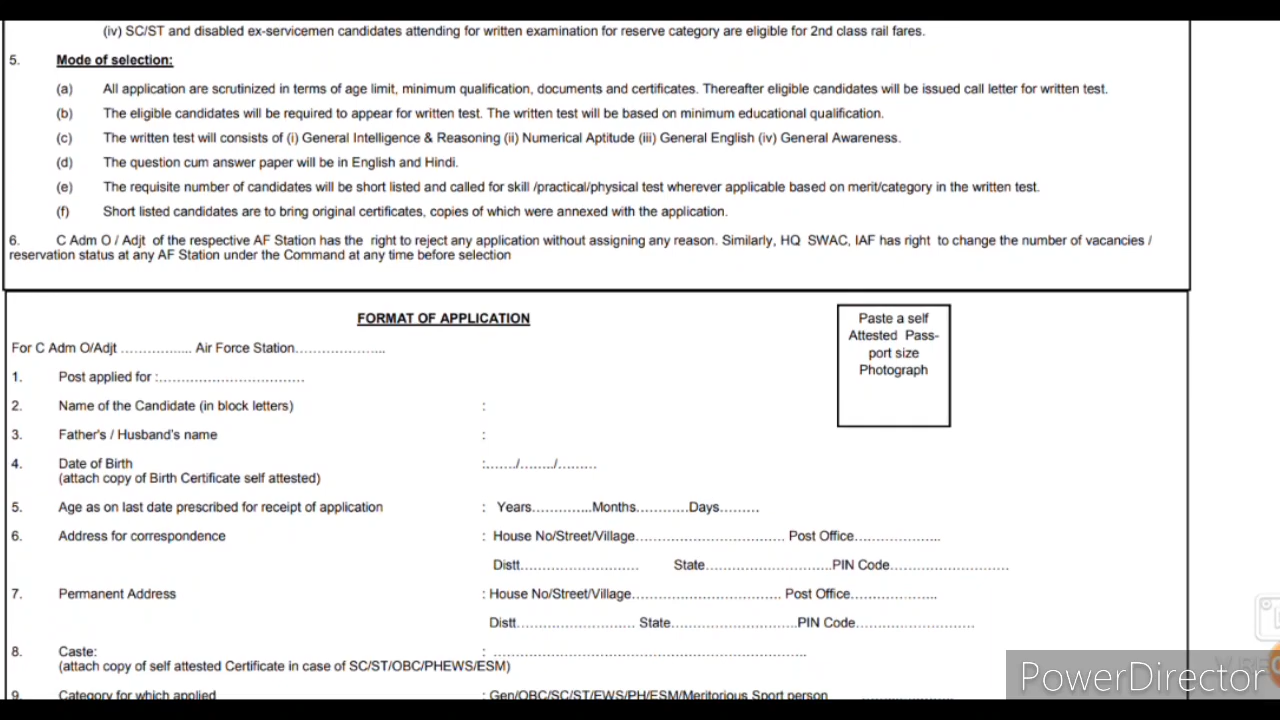 (iv) SC/ST and disabled ex-servicemen candidates attending for written examination for reserve category are eligible for 2nd class rail fares.
5. Mode of selection:
(a) All application are scrutinized in terms of age limit, minimum qualification, documents and certificates. Thereafter eligible candidates will be issued call letter for written test.
(b) The eligible candidates will be required to appear for written test. The written test will be based on minimum educational qualification.
(c) The written test will consists of (i) General Intelligence & Reasoning (ii) Numerical Aptitude (iii) General English (iv) General Awareness.
(d) The question cum answer paper will be in English and Hindi.
(e) The requisite number of candidates will be short listed and called for skill /practical/physical test wherever applicable based on merit/category in the written test.
(f) Short listed candidates are to bring original certificates, copies of which were annexed with the application.
6. C Adm O / Adjt of the respective AF Station has the right to reject any application without assigning any reason. Similarly, HQ SWAC, IAF has right to change the number of vacancies /
reservation status at any AF Station under the Command at any time before selection
FORMAT OF APPLICATION
Paste a self
Attested Pass-
port size
Photograph
For C Adm O/Adjt ................ Air Force Station.....................
1. Post applied for :................................
2. Name of the Candidate (in block letters) :
3. Father's / Husband's name :
4. Date of Birth :......./......../.........
(attach copy of Birth Certificate self attested)
5. Age as on last date prescribed for receipt of application : Years..............Months............Days.........
6. Address for correspondence : House No/Street/Village................................. Post Office....................
Distt.......................... State............................PIN Code..........................
7. Permanent Address : House No/Street/Village................................. Post Office....................
Distt.......................... State............................PIN Code..........................
8. Caste: : ....................................................................
(attach copy of self attested Certificate in case of SC/ST/OBC/PHEWS/ESM)
9. Category for which applied : Gen/OBC/SC/ST/EWS/PH/ESM/Meritorious Sport person ....................
PowerDirector